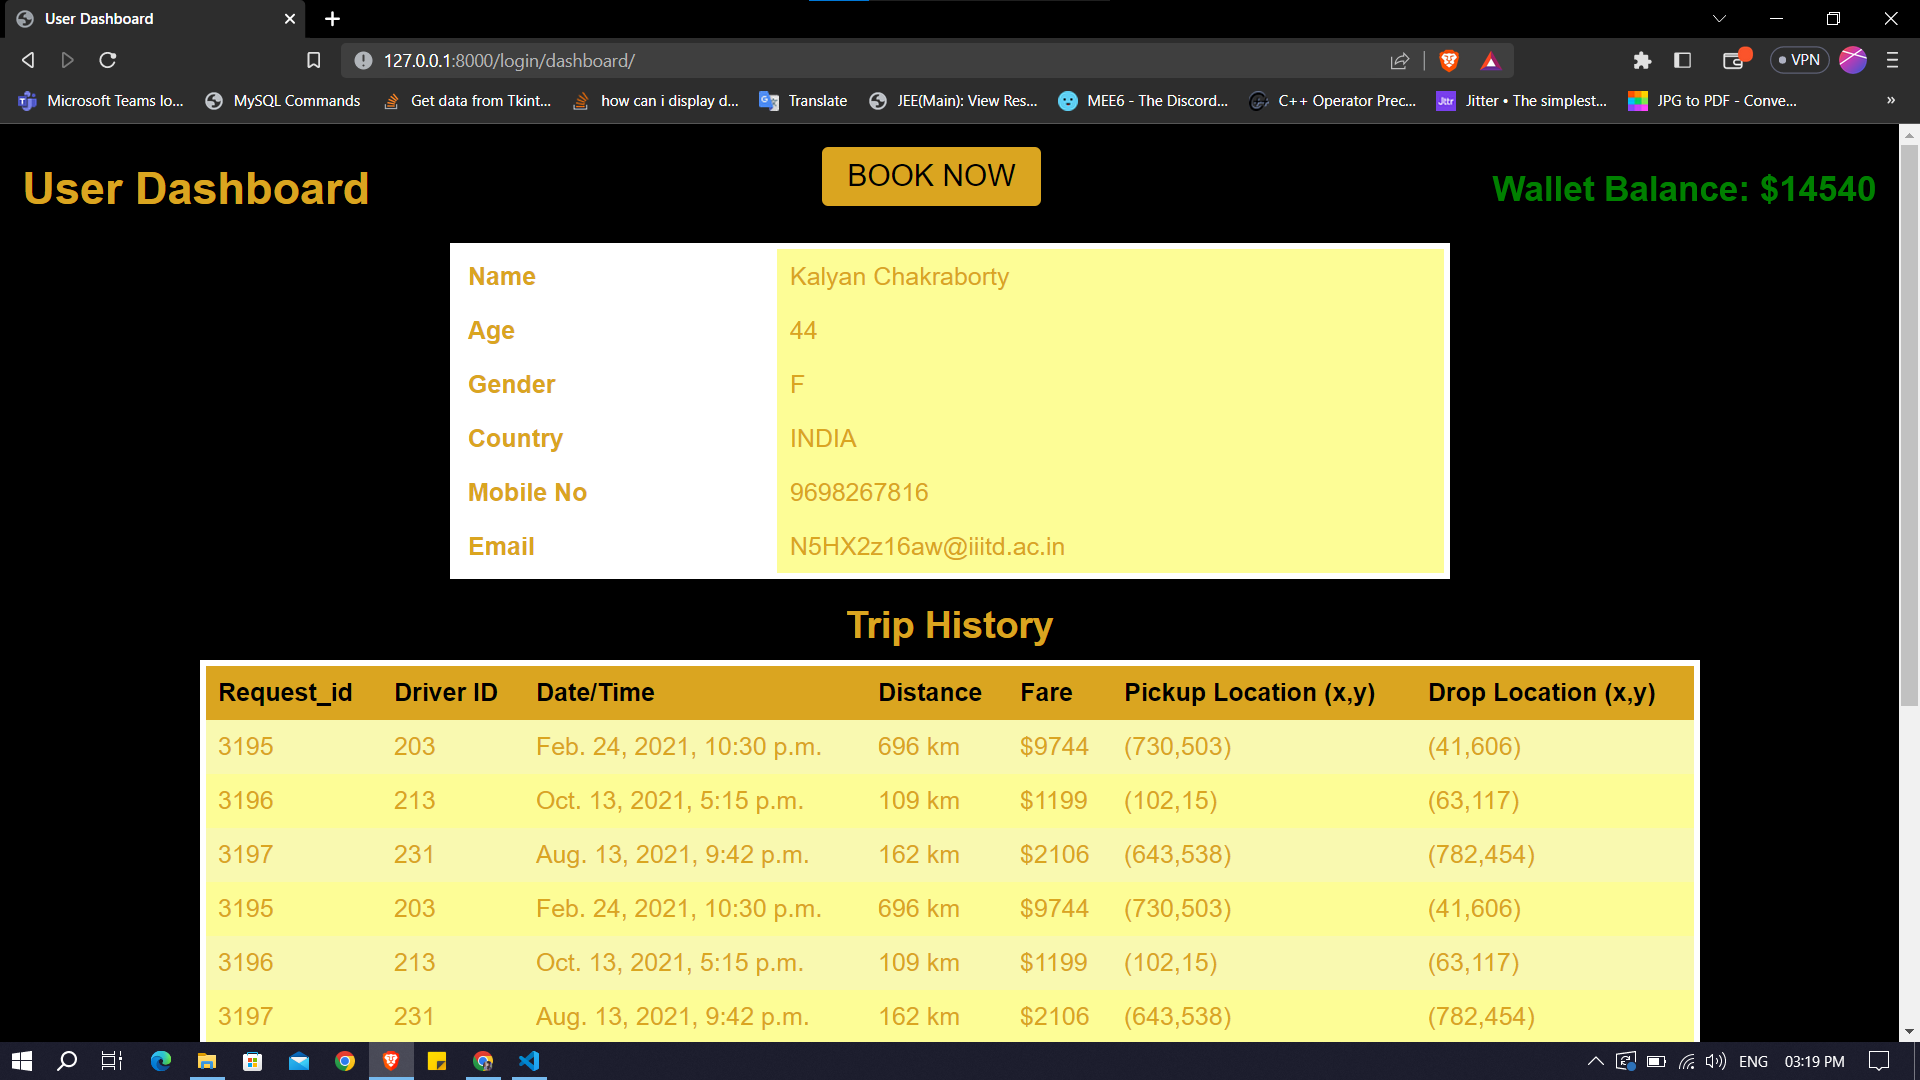 User Dashboard
127.0.0.1:8000/login/dashboard/
VPN
Microsoft Teams lo... MySQL Commands Get data from Tkint... how can i display d... Translate JEE(Main): View Res... MEE6 - The Discord... C++ Operator Prec... Jitter • The simplest... JPG to PDF - Conve... »
User Dashboard BOOK NOW Wallet Balance: $14540
Name Kalyan Chakraborty
Age 44
Gender F
Country INDIA
Mobile No 9698267816
Email N5HX2z16aw@iiitd.ac.in
Trip History
Request_id Driver ID Date/Time Distance Fare Pickup Location (x,y) Drop Location (x,y)
3195 203 Feb. 24, 2021, 10:30 p.m. 696 km $9744 (730,503) (41,606)
3196 213 Oct. 13, 2021, 5:15 p.m. 109 km $1199 (102,15) (63,117)
3197 231 Aug. 13, 2021, 9:42 p.m. 162 km $2106 (643,538) (782,454)
3195 203 Feb. 24, 2021, 10:30 p.m. 696 km $9744 (730,503) (41,606)
3196 213 Oct. 13, 2021, 5:15 p.m. 109 km $1199 (102,15) (63,117)
3197 231 Aug. 13, 2021, 9:42 p.m. 162 km $2106 (643,538) (782,454)
ENG 03:19 PM